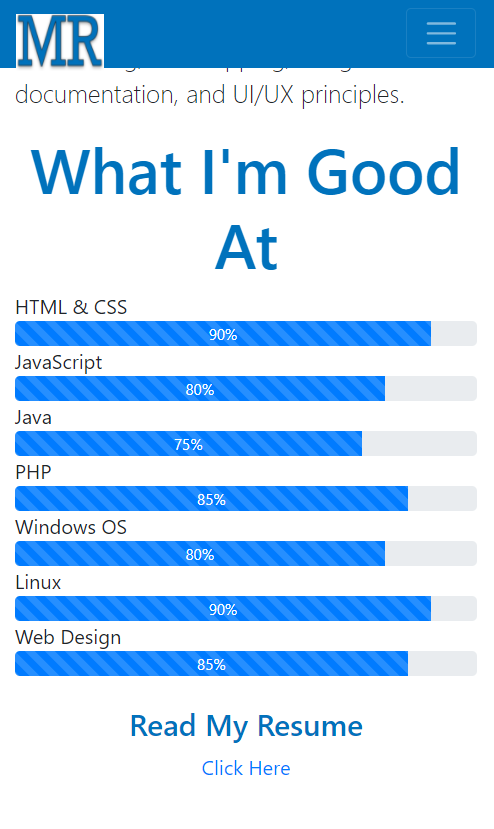 MR
documentation, and UI/UX principles.
What I'm Good
At
HTML & CSS
90%
JavaScript
80%
Java
75%
PHP
85%
Windows OS
80%
Linux
90%
Web Design
85%
Read My Resume
Click Here